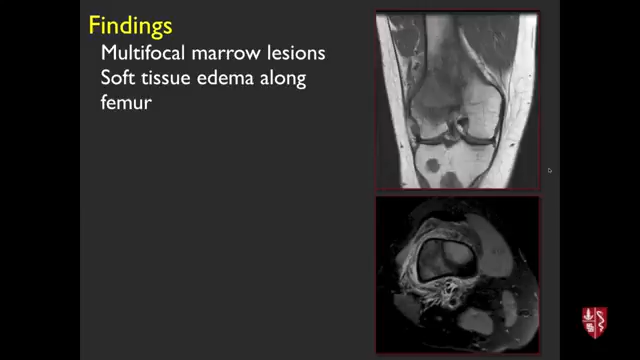 Findings
Multifocal marrow lesions
Soft tissue edema along
femur